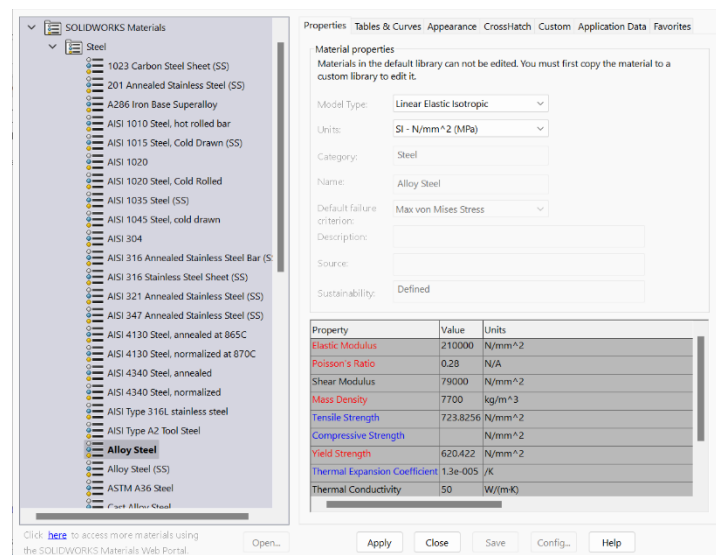 SOLIDWORKS Materials
Steel
1023 Carbon Steel Sheet (SS)
201 Annealed Stainless Steel (SS)
A286 Iron Base Superalloy
AISI 1010 Steel, hot rolled bar
AISI 1015 Steel, Cold Drawn (SS)
AISI 1020
AISI 1020 Steel, Cold Rolled
AISI 1035 Steel (SS)
AISI 1045 Steel, cold drawn
AISI 304
AISI 316 Annealed Stainless Steel Bar (S
AISI 316 Stainless Steel Sheet (SS)
AISI 321 Annealed Stainless Steel (SS)
AISI 347 Annealed Stainless Steel (SS)
AISI 4130 Steel, annealed at 865C
AISI 4130 Steel, normalized at 870C
AISI 4340 Steel, annealed
AISI 4340 Steel, normalized
AISI Type 316L stainless steel
AISI Type A2 Tool Steel
Alloy Steel
Alloy Steel (SS)
ASTM A36 Steel
Cast Alloy Steel
Click here to access more materials using
the SOLIDWORKS Materials Web Portal.
Open...
Properties Tables & Curves Appearance CrossHatch Custom Application Data Favorites
Material properties
Materials in the default library can not be edited. You must first copy the material to a
custom library to edit it.
Model Type: Linear Elastic Isotropic
Units: SI - N/mm^2 (MPa)
Category: Steel
Name: Alloy Steel
Default failure
criterion: Max von Mises Stress
Description:
Source:
Sustainability: Defined
Property Value Units
Elastic Modulus 210000 N/mm^2
Poisson's Ratio 0.28 N/A
Shear Modulus 79000 N/mm^2
Mass Density 7700 kg/m^3
Tensile Strength 723.8256 N/mm^2
Compressive Strength N/mm^2
Yield Strength 620.422 N/mm^2
Thermal Expansion Coefficient 1.3e-005 /K
Thermal Conductivity 50 W/(m·K)
Apply Close Save Config... Help